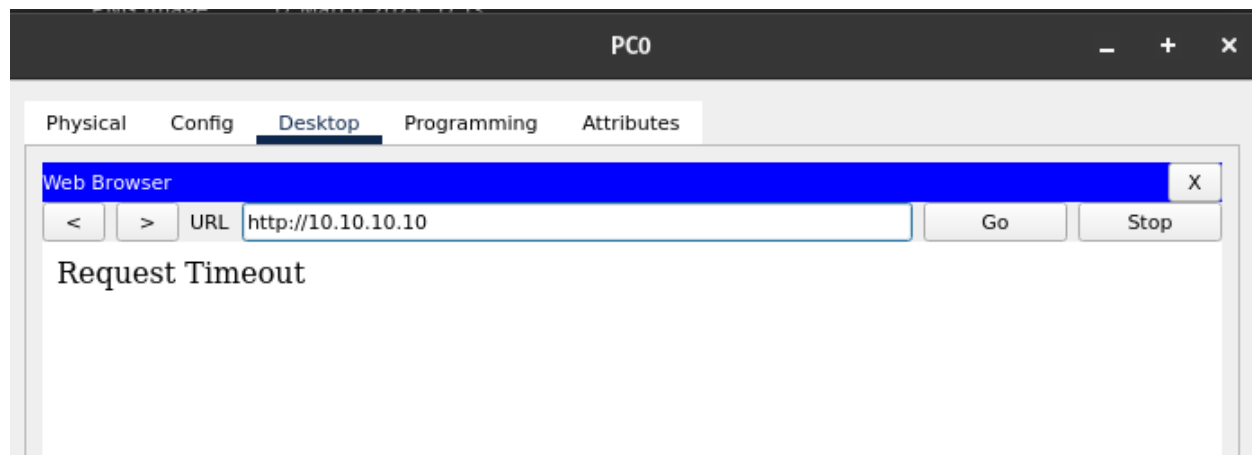 PC0
Physical Config Desktop Programming Attributes
Web Browser X
< > URL http://10.10.10.10 Go Stop
Request Timeout